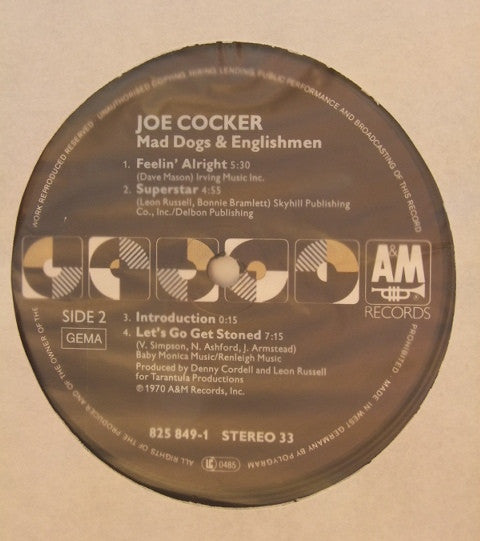 JOE COCKER
Mad Dogs & Englishmen
1. Feelin' Alright 5:30
(Dave Mason) Irving Music Inc.
2. Superstar 4:55
(Leon Russell, Bonnie Bramlett) Skyhill Publishing
Co., Inc./Delbon Publishing
A&M
RECORDS
SIDE 2
GEMA
3. Introduction 0:15
4. Let's Go Get Stoned 7:15
(V. Simpson, N. Ashford, J. Armstead)
Baby Monica Music/Renleigh Music
Produced by Denny Cordell and Leon Russell
for Tarantula Productions
℗ 1970 A&M Records, Inc.
825 849-1 STEREO 33
LC 0485
ALL RIGHTS OF THE PRODUCER AND OF THE OWNER OF THE WORK REPRODUCED RESERVED UNAUTHORISED COPYING, HIRING, LENDING, PUBLIC PERFORMANCE AND BROADCASTING OF THIS RECORD PROHIBITED MADE IN WEST GERMANY BY POLYGRAM